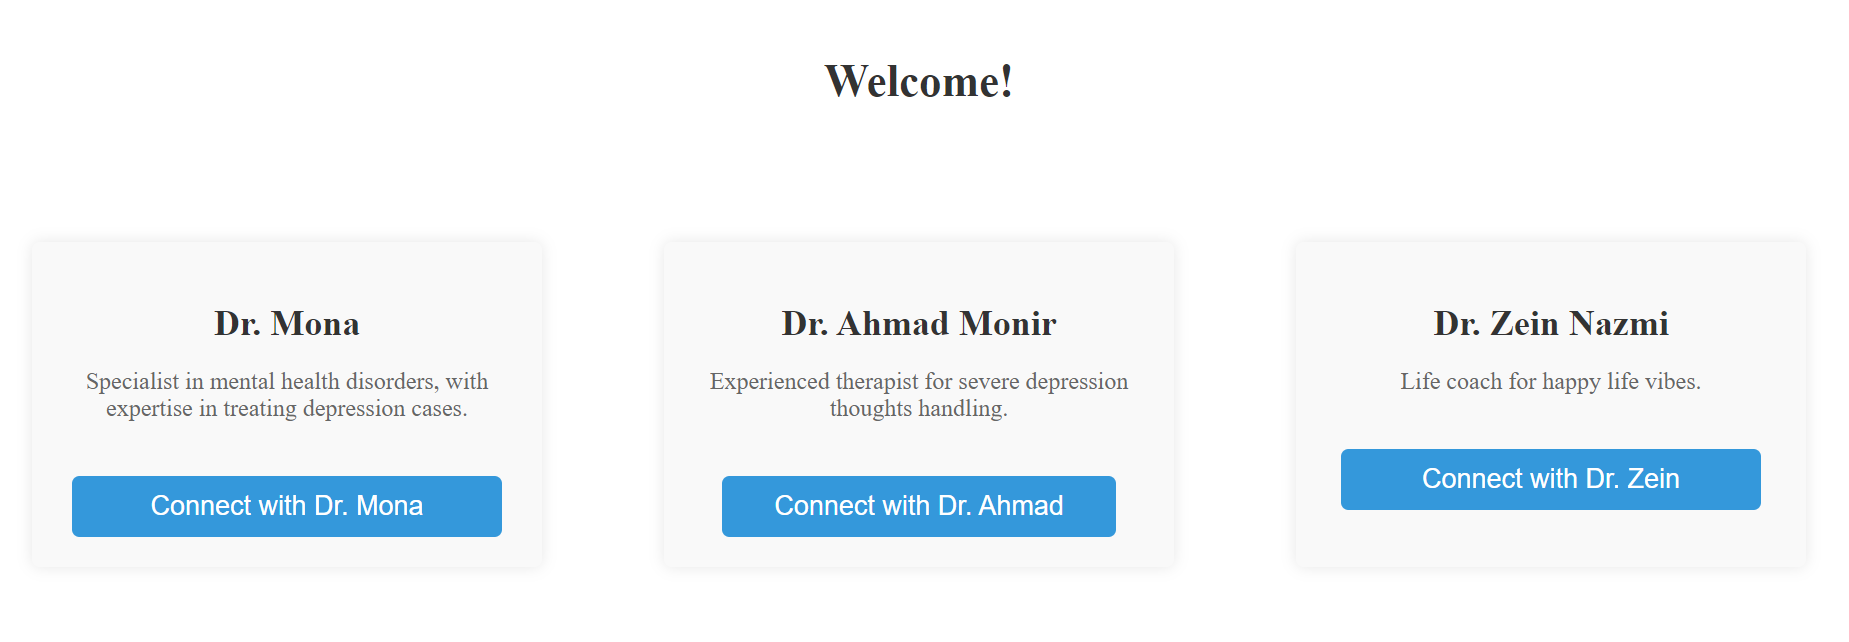 Welcome!
Dr. Mona
Specialist in mental health disorders, with
expertise in treating depression cases.
Connect with Dr. Mona
Dr. Ahmad Monir
Experienced therapist for severe depression
thoughts handling.
Connect with Dr. Ahmad
Dr. Zein Nazmi
Life coach for happy life vibes.
Connect with Dr. Zein